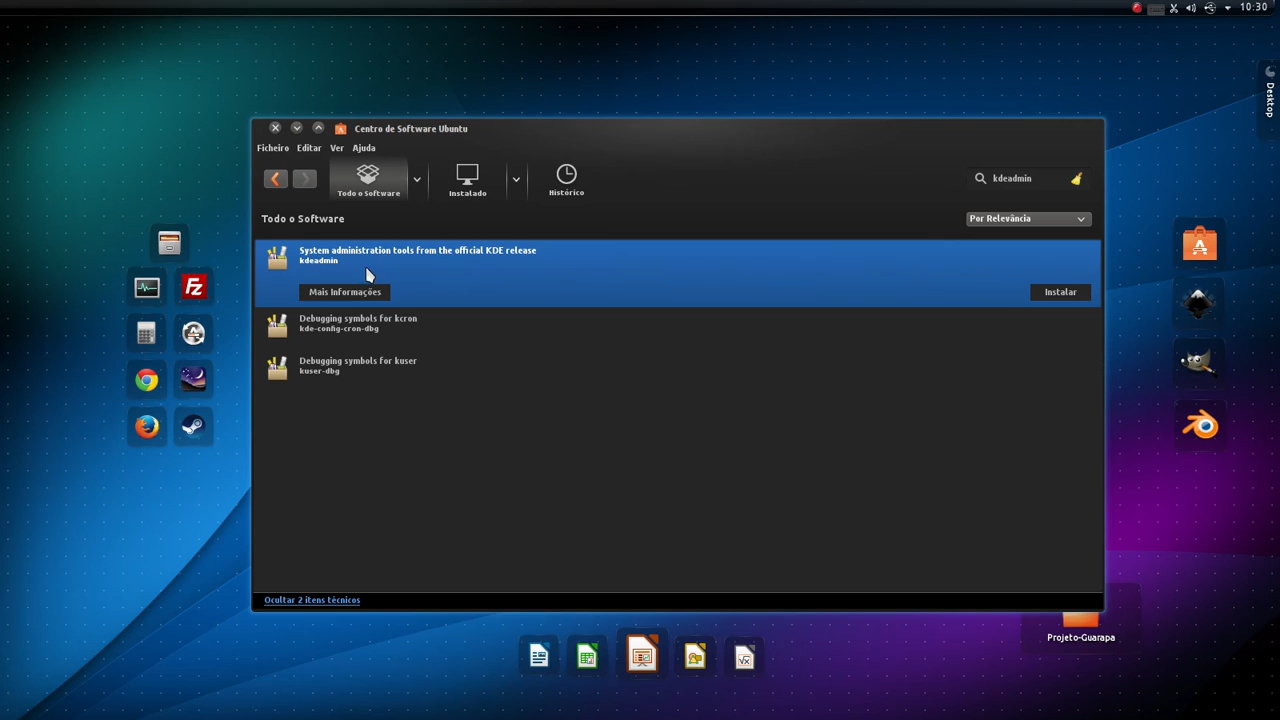 10:30
Desktop
Centro de Software Ubuntu
Ficheiro Editar Ver Ajuda
Todo o Software Instalado Histórico kdeadmin
Todo o Software Por Relevância
System administration tools from the official KDE release
kdeadmin
Mais Informações Instalar
Debugging symbols for kcron
kde-config-cron-dbg
Debugging symbols for kuser
kuser-dbg
Ocultar 2 itens técnicos
Projeto-Guarapa